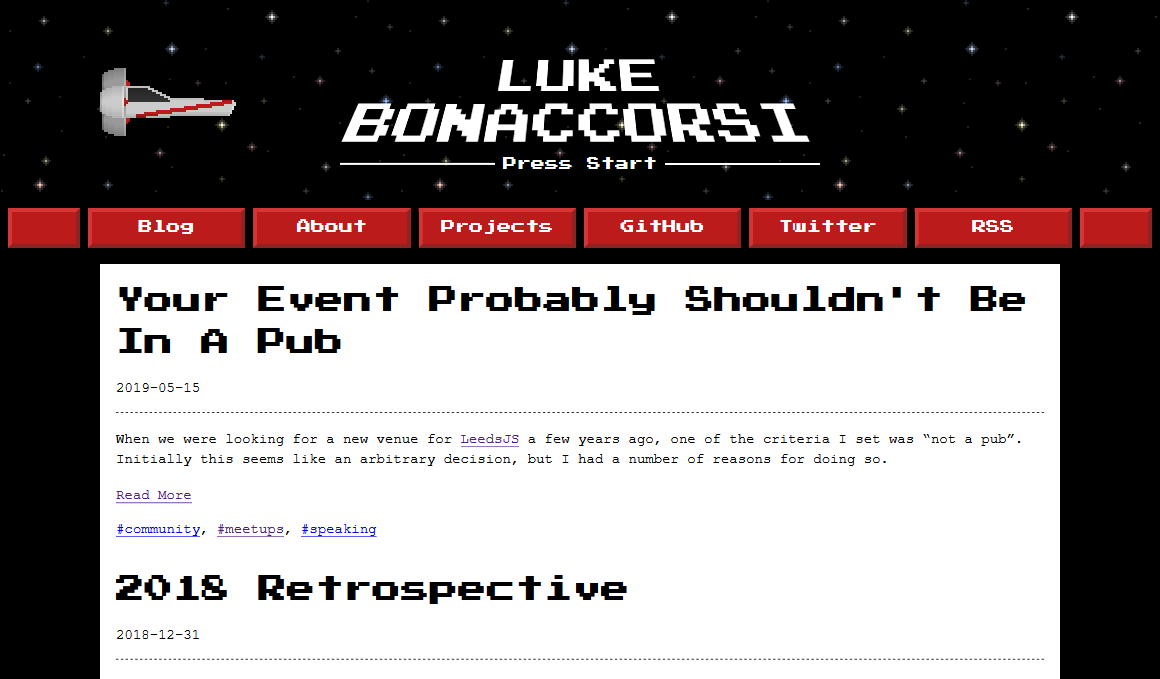 LUKE
BONACCORSI
Press Start
Blog About Projects GitHub Twitter RSS
Your Event Probably Shouldn't Be
In A Pub
2019-05-15
When we were looking for a new venue for LeedsJS a few years ago, one of the criteria I set was “not a pub”.
Initially this seems like an arbitrary decision, but I had a number of reasons for doing so.
Read More
#community, #meetups, #speaking
2018 Retrospective
2018-12-31